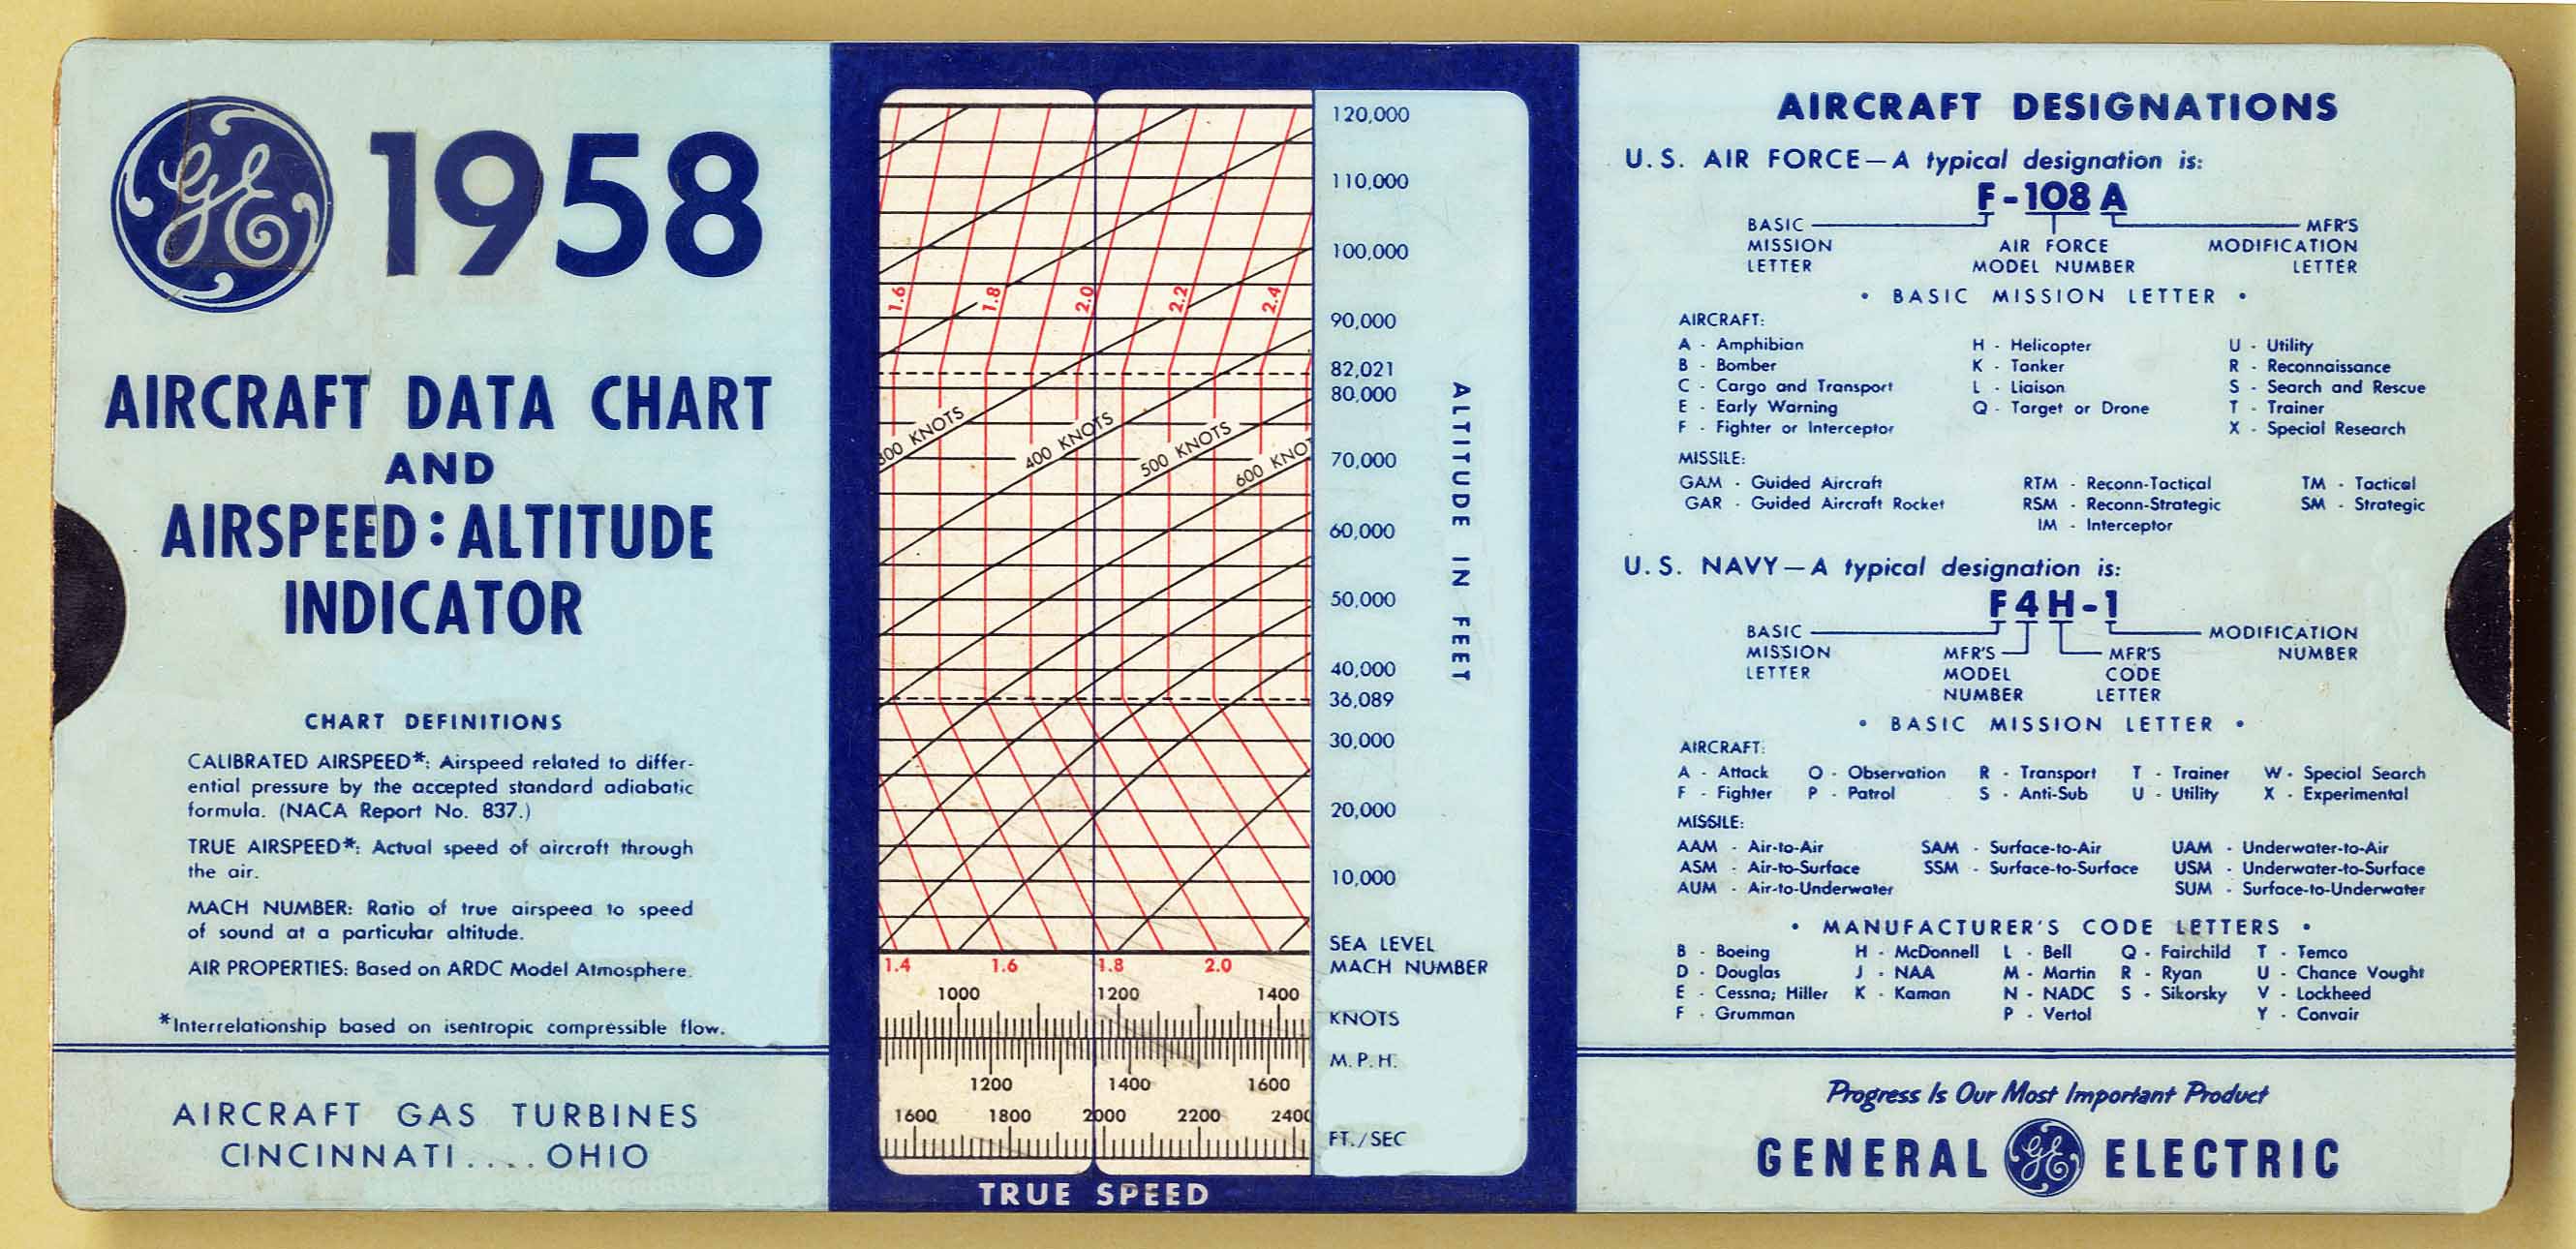 GE 1958
AIRCRAFT DATA CHART
AND
AIRSPEED : ALTITUDE
INDICATOR
CHART DEFINITIONS
CALIBRATED AIRSPEED*: Airspeed related to differ-
ential pressure by the accepted standard adiabatic
formula. (NACA Report No. 837.)
TRUE AIRSPEED*: Actual speed of aircraft through
the air.
MACH NUMBER: Ratio of true airspeed to speed
of sound at a particular altitude.
AIR PROPERTIES: Based on ARDC Model Atmosphere.
*Interrelationship based on isentropic compressible flow.
AIRCRAFT GAS TURBINES
CINCINNATI....OHIO
120,000
110,000
100,000
1.6 1.8 2.0 2.2 2.4
90,000
82,021
80,000
300 KNOTS 400 KNOTS 500 KNOTS 600 KNOT
70,000
60,000
50,000
40,000
36,089
30,000
20,000
10,000
ALTITUDE IN FEET
SEA LEVEL
1.4 1.6 1.8 2.0 MACH NUMBER
1000 1200 1400
KNOTS
M.P.H.
1200 1400 1600
1600 1800 2000 2200 2400
FT./SEC
TRUE SPEED
AIRCRAFT DESIGNATIONS
U.S. AIR FORCE—A typical designation is:
F-108A
BASIC MFR'S
MISSION AIR FORCE MODIFICATION
LETTER MODEL NUMBER LETTER
• BASIC MISSION LETTER •
AIRCRAFT:
A - Amphibian H - Helicopter U - Utility
B - Bomber K - Tanker R - Reconnaissance
C - Cargo and Transport L - Liaison S - Search and Rescue
E - Early Warning Q - Target or Drone T - Trainer
F - Fighter or Interceptor X - Special Research
MISSILE:
GAM - Guided Aircraft RTM - Reconn-Tactical TM - Tactical
GAR - Guided Aircraft Rocket RSM - Reconn-Strategic SM - Strategic
IM - Interceptor
U.S. NAVY—A typical designation is:
F4H-1
BASIC MODIFICATION
MISSION MFR'S MFR'S NUMBER
LETTER MODEL CODE
NUMBER LETTER
• BASIC MISSION LETTER •
AIRCRAFT:
A - Attack O - Observation R - Transport T - Trainer W - Special Search
F - Fighter P - Patrol S - Anti-Sub U - Utility X - Experimental
MISSILE:
AAM - Air-to-Air SAM - Surface-to-Air UAM - Underwater-to-Air
ASM - Air-to-Surface SSM - Surface-to-Surface USM - Underwater-to-Surface
AUM - Air-to-Underwater SUM - Surface-to-Underwater
• MANUFACTURER'S CODE LETTERS •
B - Boeing H - McDonnell L - Bell Q - Fairchild T - Temco
D - Douglas J - NAA M - Martin R - Ryan U - Chance Vought
E - Cessna; Hiller K - Kaman N - NADC S - Sikorsky V - Lockheed
F - Grumman P - Vertol Y - Convair
Progress Is Our Most Important Product
GENERAL GE ELECTRIC